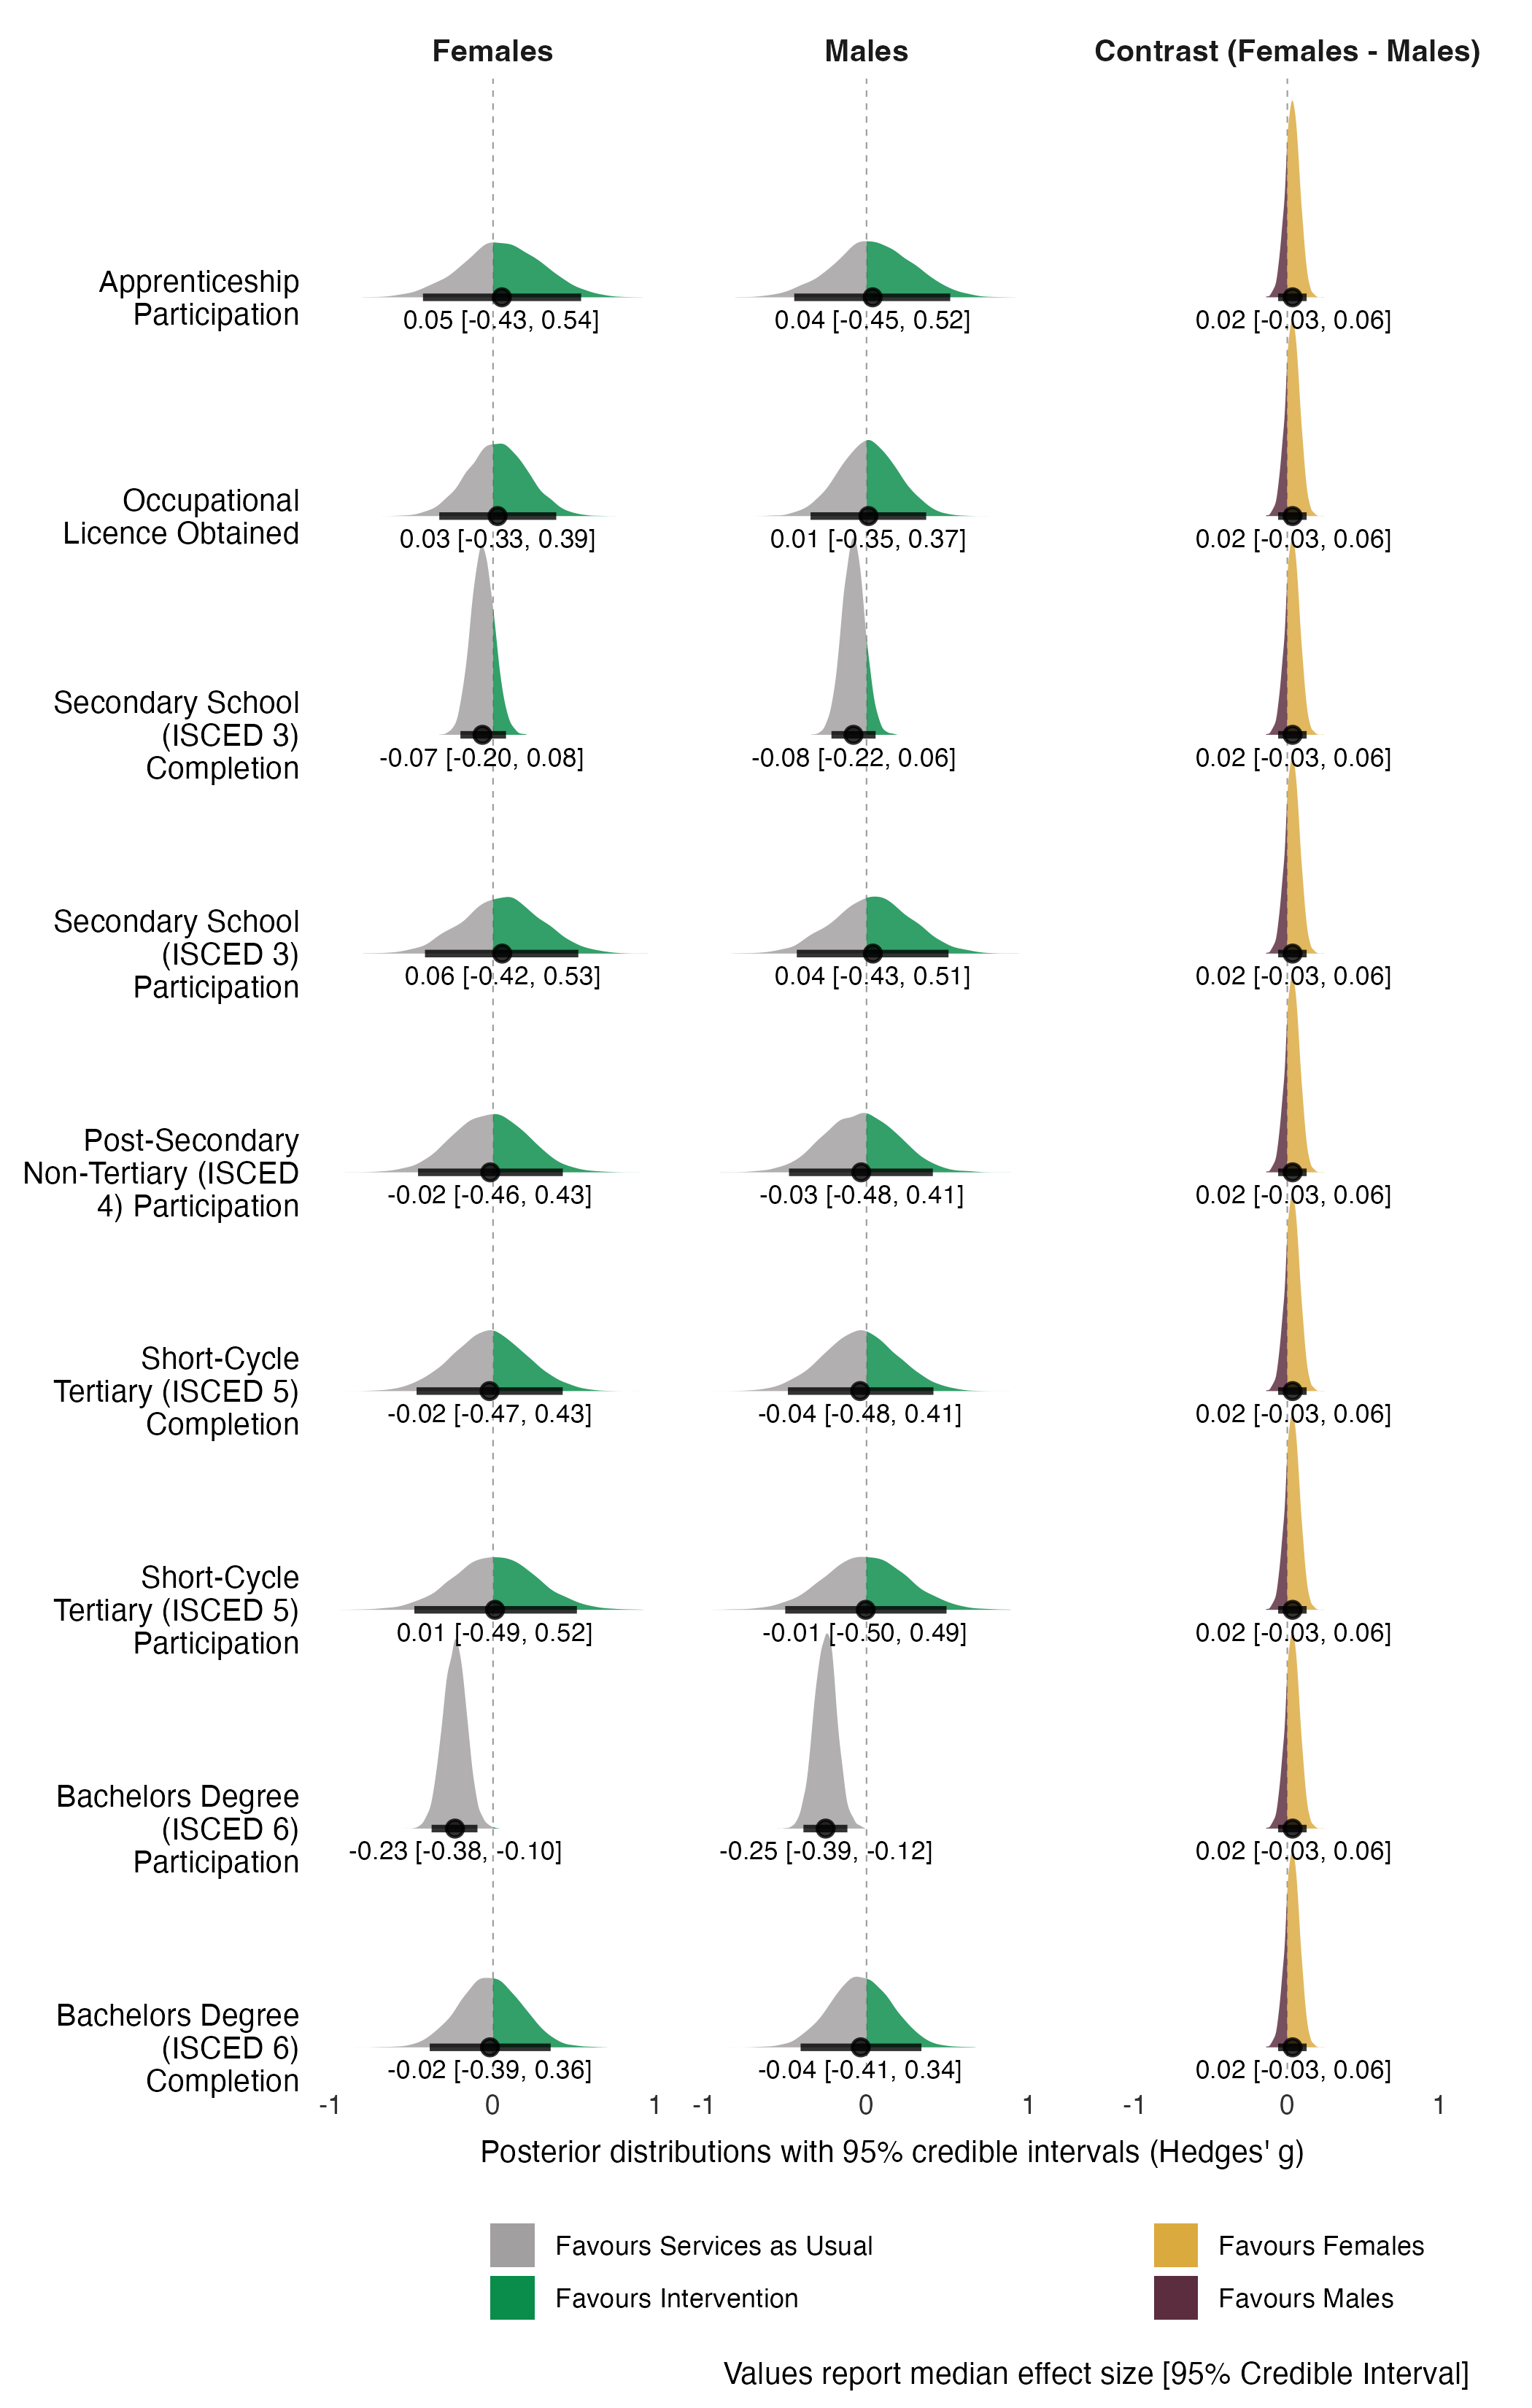 Females Males Contrast (Females - Males)
Apprenticeship
Participation
0.05 [-0.43, 0.54] 0.04 [-0.45, 0.52] 0.02 [-0.03, 0.06]
Occupational
Licence Obtained
0.03 [-0.33, 0.39] 0.01 [-0.35, 0.37] 0.02 [-0.03, 0.06]
Secondary School
(ISCED 3)
Completion
-0.07 [-0.20, 0.08] -0.08 [-0.22, 0.06] 0.02 [-0.03, 0.06]
Secondary School
(ISCED 3)
Participation
0.06 [-0.42, 0.53] 0.04 [-0.43, 0.51] 0.02 [-0.03, 0.06]
Post-Secondary
Non-Tertiary (ISCED
4) Participation
-0.02 [-0.46, 0.43] -0.03 [-0.48, 0.41] 0.02 [-0.03, 0.06]
Short-Cycle
Tertiary (ISCED 5)
Completion
-0.02 [-0.47, 0.43] -0.04 [-0.48, 0.41] 0.02 [-0.03, 0.06]
Short-Cycle
Tertiary (ISCED 5)
Participation
0.01 [-0.49, 0.52] -0.01 [-0.50, 0.49] 0.02 [-0.03, 0.06]
Bachelors Degree
(ISCED 6)
Participation
-0.23 [-0.38, -0.10] -0.25 [-0.39, -0.12] 0.02 [-0.03, 0.06]
Bachelors Degree
(ISCED 6)
Completion
-0.02 [-0.39, 0.36] -0.04 [-0.41, 0.34] 0.02 [-0.03, 0.06]
-1 0 1 -1 0 1 -1 0 1
Posterior distributions with 95% credible intervals (Hedges' g)
Favours Services as Usual Favours Females
Favours Intervention Favours Males
Values report median effect size [95% Credible Interval]